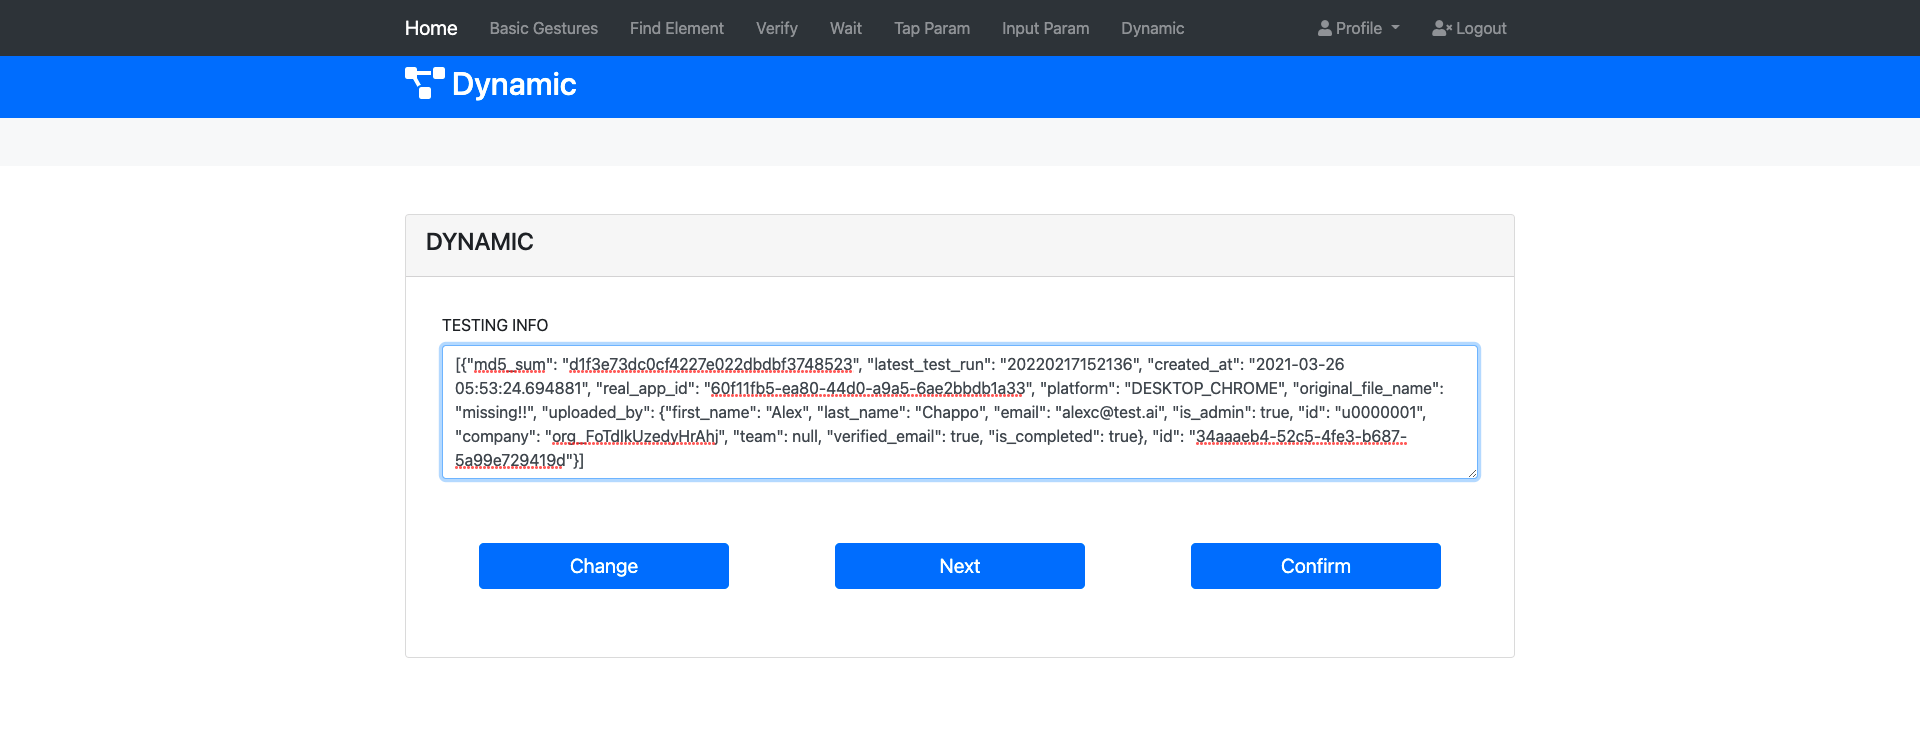 Home Basic Gestures Find Element Verify Wait Tap Param Input Param Dynamic Profile Logout
Dynamic
DYNAMIC
TESTING INFO
[{"md5_sum": "d1f3e73dc0cf4227e022dbdbf3748523", "latest_test_run": "20220217152136", "created_at": "2021-03-26
05:53:24.694881", "real_app_id": "60f11fb5-ea80-44d0-a9a5-6ae2bbdb1a33", "platform": "DESKTOP_CHROME", "original_file_name":
"missing!!", "uploaded_by": {"first_name": "Alex", "last_name": "Chappo", "email": "alexc@test.ai", "is_admin": true, "id": "u0000001",
"company": "org_FoTdIkUzedyHrAhj", "team": null, "verified_email": true, "is_completed": true}, "id": "34aaaeb4-52c5-4fe3-b687-
5a99e729419d"}]
Change Next Confirm